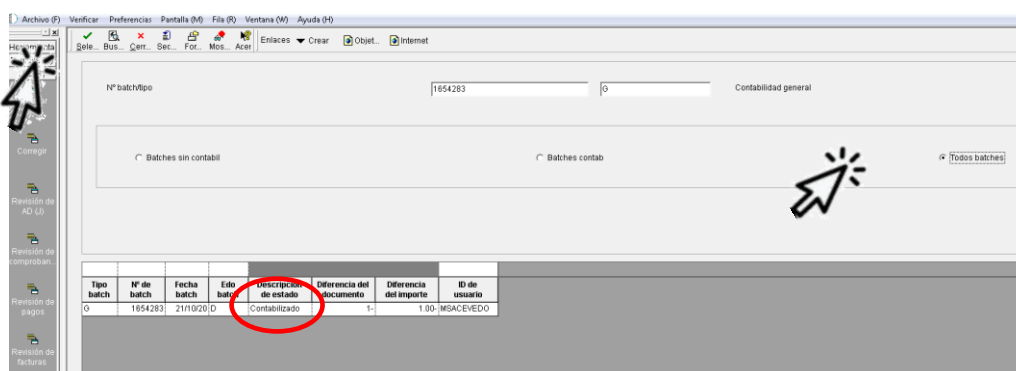 Archivo (F) Verificar Preferencias Pantalla (M) Fila (R) Ventana (W) Ayuda (H)
Sele... Bus... Cerr... Sec... For... Mos... Acer Enlaces Crear Objet... Internet
Nº batch/tipo 1654283 G Contabilidad general
Corregir
Batches sin contabil Batches contab Todos batches
Revisión de
AD (J)
Revisión de
comproban...
Revisión de
pagos
Revisión de
facturas
Tipo batch Nº de batch Fecha batch Edo batch Descripción de estado Diferencia del documento Diferencia del importe ID de usuario
G 1654283 21/10/20 D Contabilizado 1- 1.00- MSACEVEDO